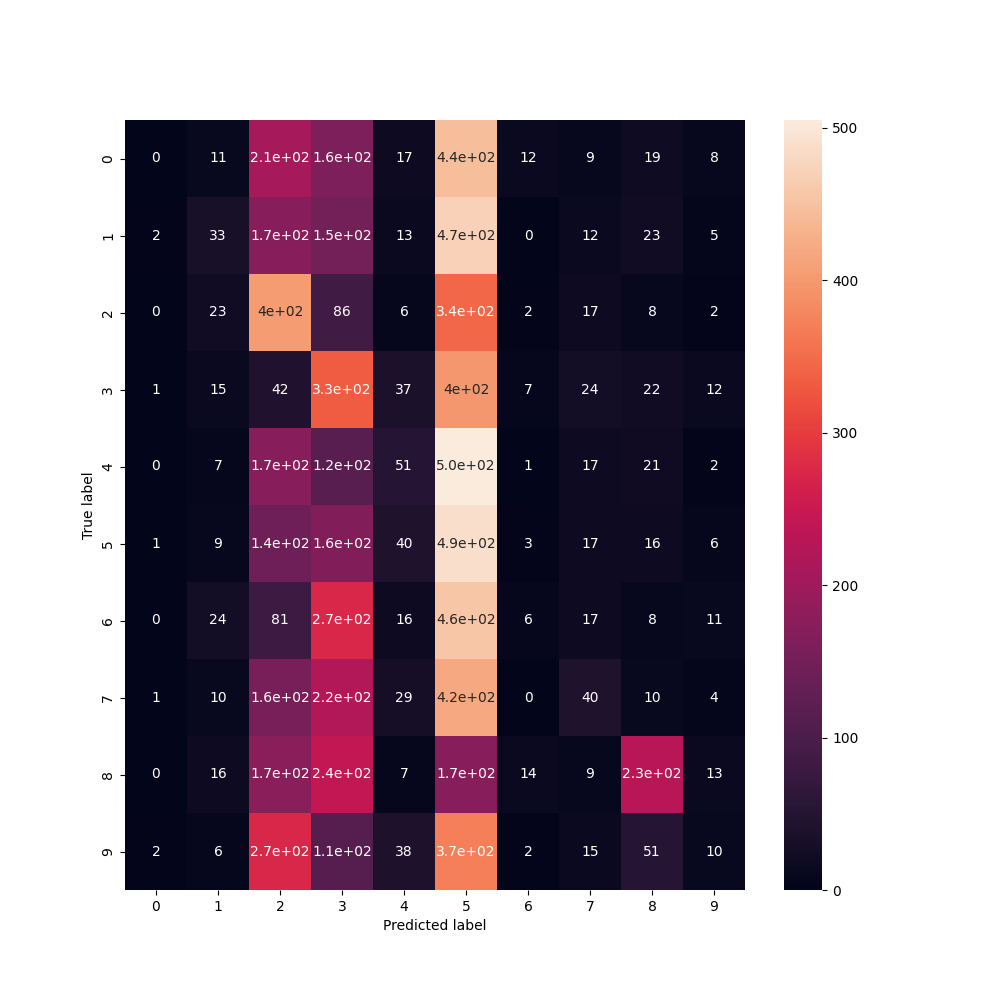 0 0 11 2.1e+02 1.6e+02 17 4.4e+02 12 9 19 8
1 2 33 1.7e+02 1.5e+02 13 4.7e+02 0 12 23 5
2 0 23 4e+02 86 6 3.4e+02 2 17 8 2
3 1 15 42 3.3e+02 37 4e+02 7 24 22 12
4 0 7 1.7e+02 1.2e+02 51 5.0e+02 1 17 21 2
5 1 9 1.4e+02 1.6e+02 40 4.9e+02 3 17 16 6
6 0 24 81 2.7e+02 16 4.6e+02 6 17 8 11
7 1 10 1.6e+02 2.2e+02 29 4.2e+02 0 40 10 4
8 0 16 1.7e+02 2.4e+02 7 1.7e+02 14 9 2.3e+02 13
9 2 6 2.7e+02 1.1e+02 38 3.7e+02 2 15 51 10
0 1 2 3 4 5 6 7 8 9
Predicted label
True label
500
400
300
200
100
0